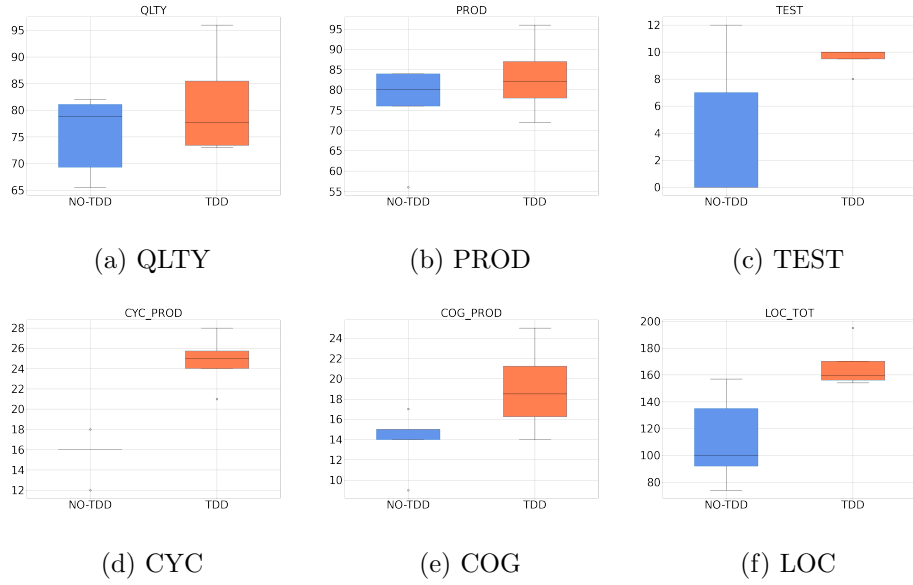 QLTY
95
90
85
80
75
70
65
NO-TDD TDD
(a) QLTY
PROD
95
90
85
80
75
70
65
60
55
NO-TDD TDD
(b) PROD
TEST
12
10
8
6
4
2
0
NO-TDD TDD
(c) TEST
CYC_PROD
28
26
24
22
20
18
16
14
12
NO-TDD TDD
(d) CYC
COG_PROD
24
22
20
18
16
14
12
10
NO-TDD TDD
(e) COG
LOC_TOT
200
180
160
140
120
100
80
NO-TDD TDD
(f) LOC